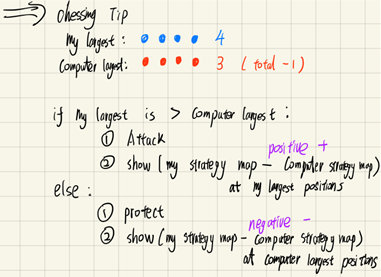 ⇒ Chessing Tip
My largest : • • • • 4
Computer largest: • • • • 3 (total -1)
if My largest is > Computer largest :
① Attack
positive +
② show (my strategy map - Computer strategy map)
at my largest positions
else :
① protect
negative -
② show (my strategy map - Computer strategy map)
at Computer largest positions